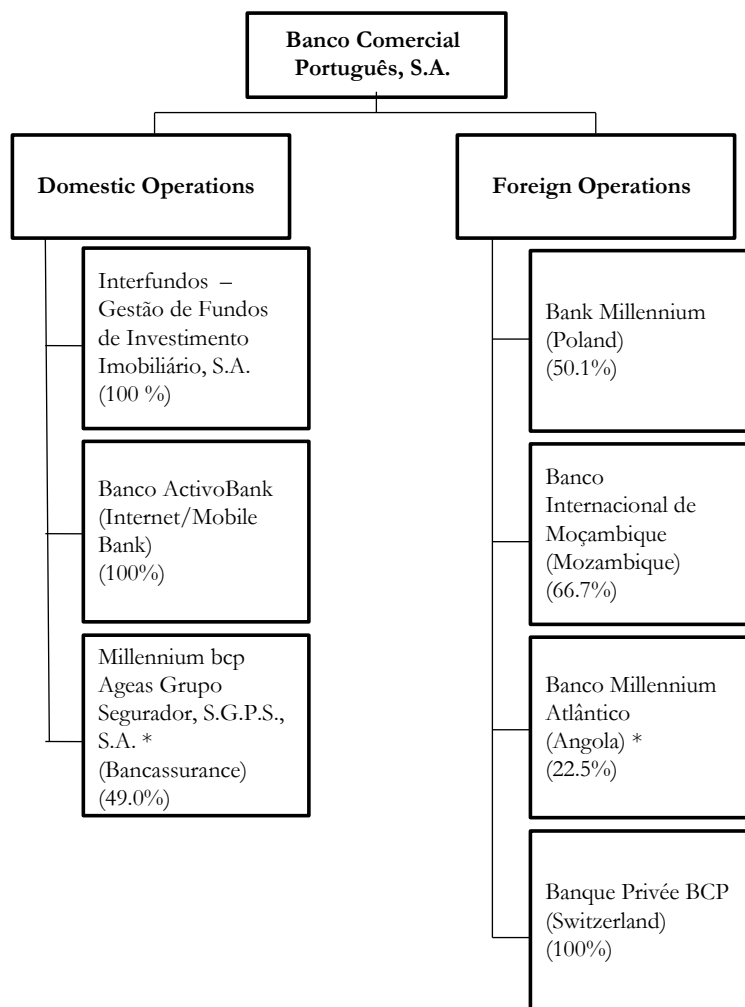 Banco Comercial
Português, S.A.
Domestic Operations
Interfundos –
Gestão de Fundos
de Investimento
Imobiliário, S.A.
(100 %)
Banco ActivoBank
(Internet/Mobile
Bank)
(100%)
Millennium bcp
Ageas Grupo
Segurador, S.G.P.S.,
S.A. *
(Bancassurance)
(49.0%)
Foreign Operations
Bank Millennium
(Poland)
(50.1%)
Banco
Internacional de
Moçambique
(Mozambique)
(66.7%)
Banco Millennium
Atlântico
(Angola) *
(22.5%)
Banque Privée BCP
(Switzerland)
(100%)